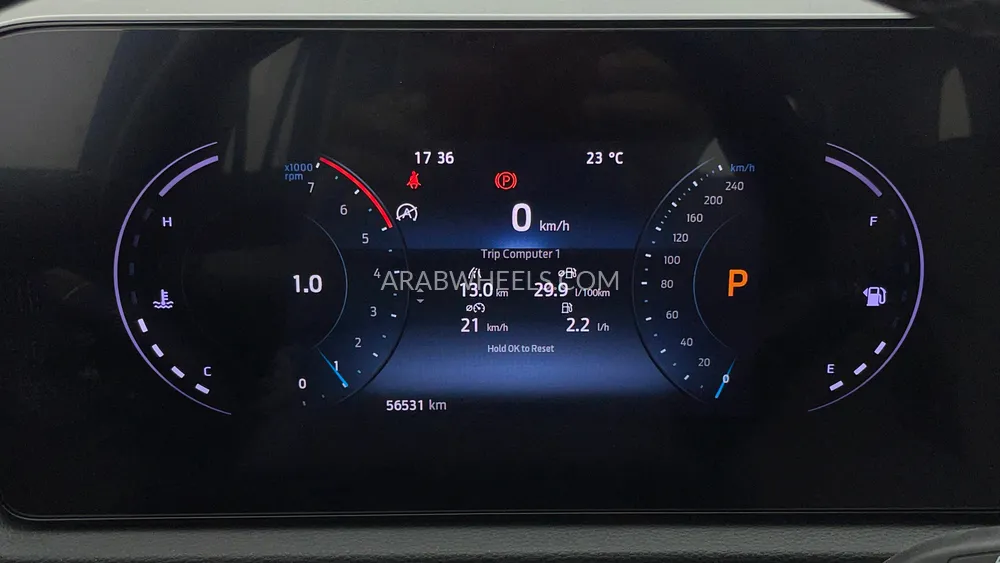 17 36
23 °C
x1000
rpm
km/h
7
6
5
4
3
2
1
0
H
C
1.0
0 km/h
Trip Computer 1
ARABWHEELS.COM
13.0 km
29.9 l/100km
21 km/h
2.2 l/h
Hold OK to Reset
56531 km
240
200
160
120
100
80
60
40
20
0
P
F
E